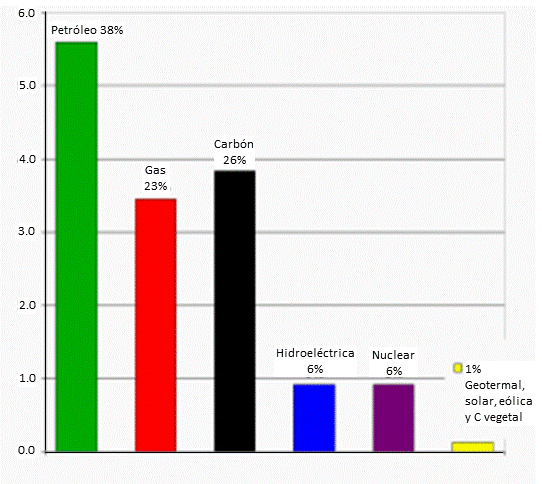 6.0
Petróleo 38%
5.0
4.0
Carbón
26%
Gas
23%
3.0
2.0
Hidroeléctrica
6%
Nuclear
6%
1%
Geotermal,
solar, eólica
y C vegetal
1.0
0.0